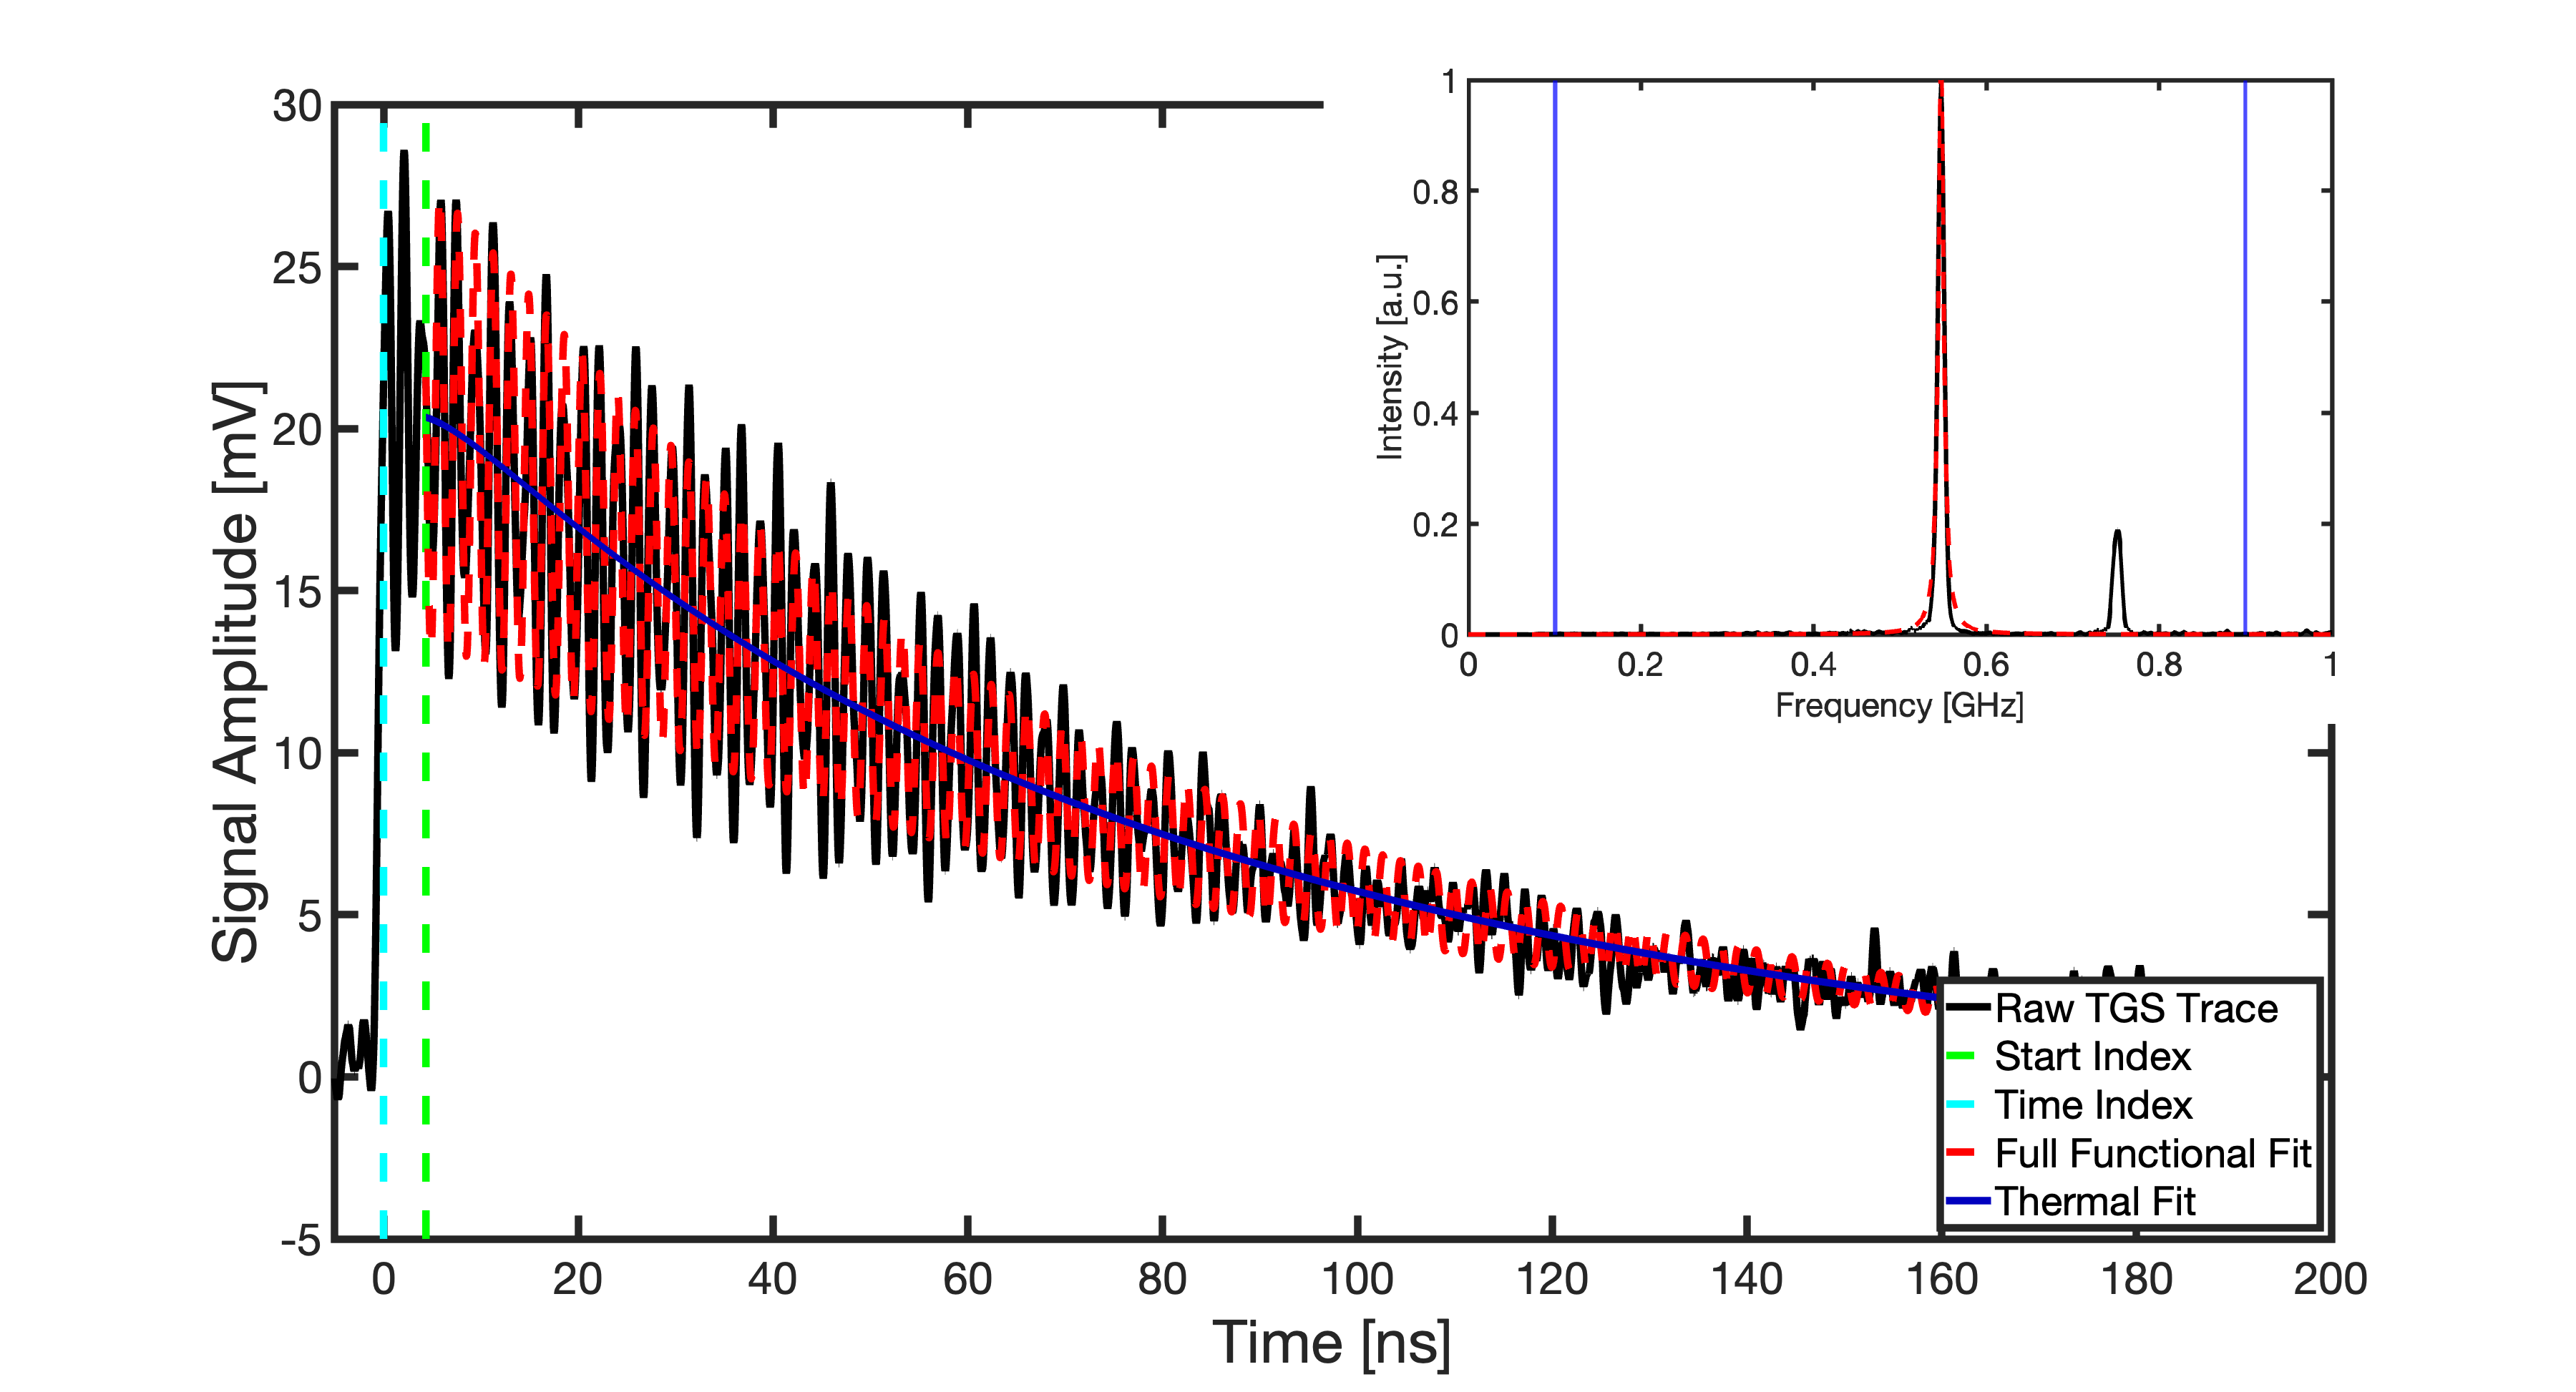 30
25
20
15
10
5
0
-5
Signal Amplitude [mV]
0 20 40 60 80 100 120 140 160 180 200
Time [ns]
1
0.8
0.6
0.4
0.2
0
Intensity [a.u.]
0 0.2 0.4 0.6 0.8 1
Frequency [GHz]
Raw TGS Trace
Start Index
Time Index
Full Functional Fit
Thermal Fit